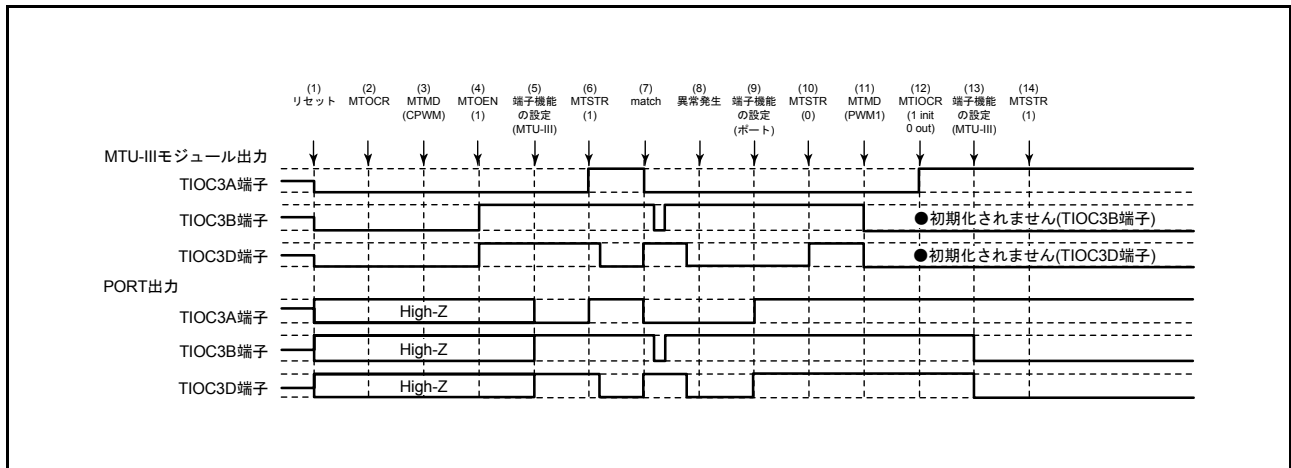 (1) (2) (3) (4) (5) (6) (7) (8) (9) (10) (11) (12) (13) (14)
リセット MTOCR MTMD MTOEN 端子機能 MTSTR match 異常発生 端子機能 MTSTR MTMD MTIOCR 端子機能 MTSTR
(CPWM) (1) の設定 (1) の設定 (0) (PWM1) (1 init の設定 (1)
(MTU-III) (ポート) 0 out) (MTU-III)
MTU-IIIモジュール出力
TIOC3A端子
TIOC3B端子 ●初期化されません(TIOC3B端子)
TIOC3D端子 ●初期化されません(TIOC3D端子)
PORT出力
TIOC3A端子 High-Z
TIOC3B端子 High-Z
TIOC3D端子 High-Z